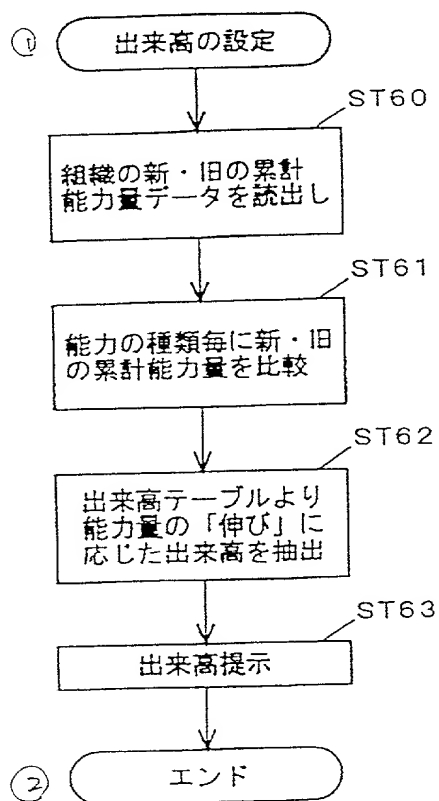 ① 出来高の設定
ST60
組織の新・旧の累計
能力量データを読出し
ST61
能力の種類毎に新・旧
の累計能力量を比較
ST62
出来高テーブルより
能力量の「伸び」に
応じた出来高を抽出
ST63
出来高提示
② エンド